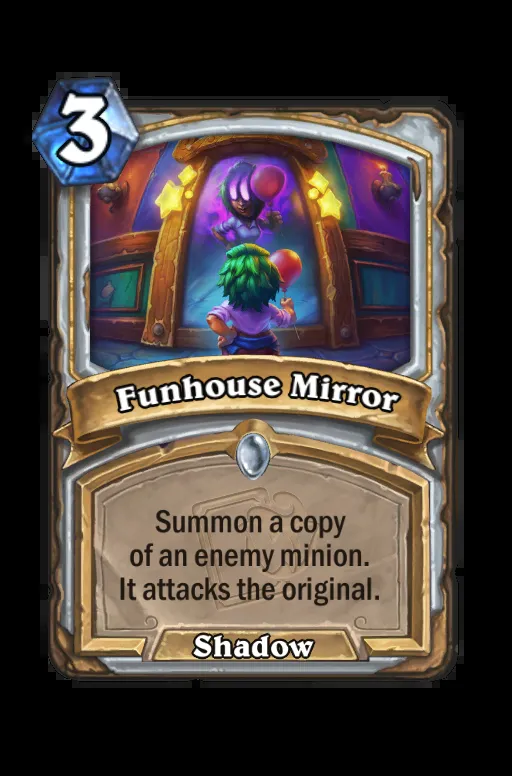 3
Funhouse Mirror
Summon a copy
of an enemy minion.
It attacks the original.
Shadow